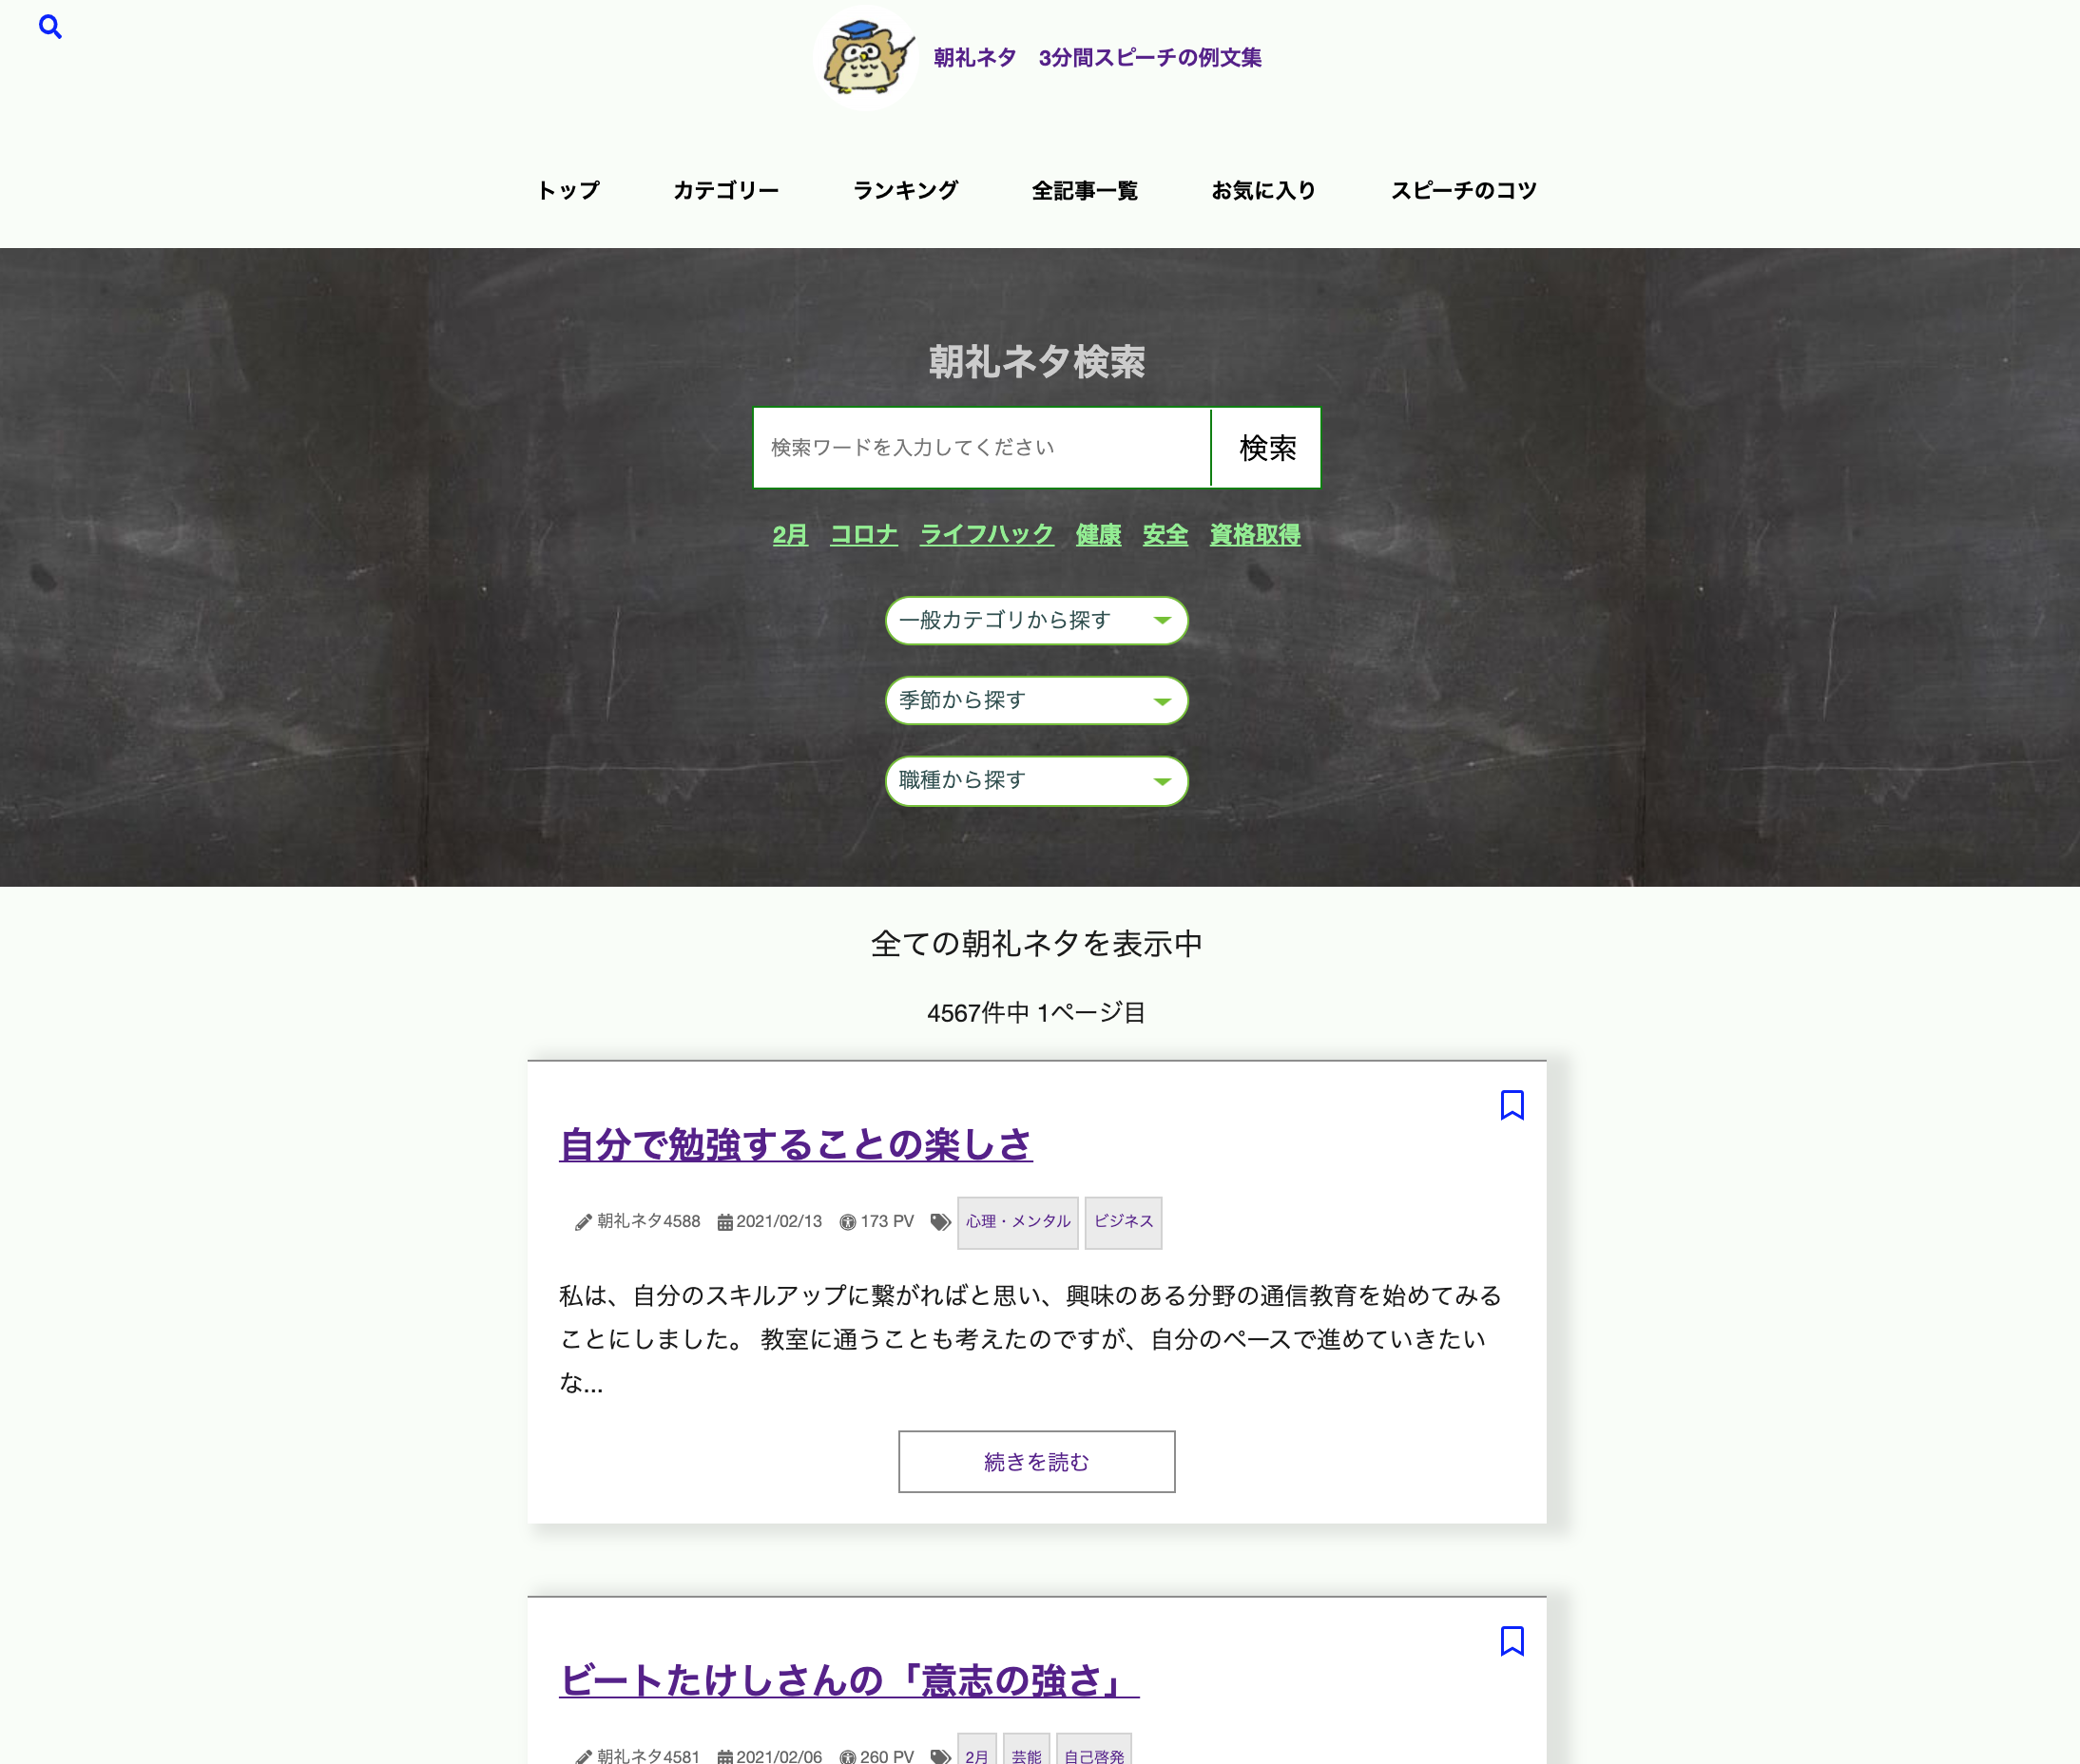 朝礼ネタ　3分間スピーチの例文集
トップ　カテゴリー　ランキング　全記事一覧　お気に入り　スピーチのコツ
朝礼ネタ検索
検索ワードを入力してください　検索
2月　コロナ　ライフハック　健康　安全　資格取得
一般カテゴリから探す
季節から探す
職種から探す
全ての朝礼ネタを表示中
4567件中 1ページ目
自分で勉強することの楽しさ
朝礼ネタ4588　2021/02/13　173 PV　心理・メンタル　ビジネス
私は、自分のスキルアップに繋がればと思い、興味のある分野の通信教育を始めてみる
ことにしました。 教室に通うことも考えたのですが、自分のペースで進めていきたい
な...
続きを読む
ビートたけしさんの「意志の強さ」
朝礼ネタ4581　2021/02/06　260 PV　2月　芸能　自己啓発